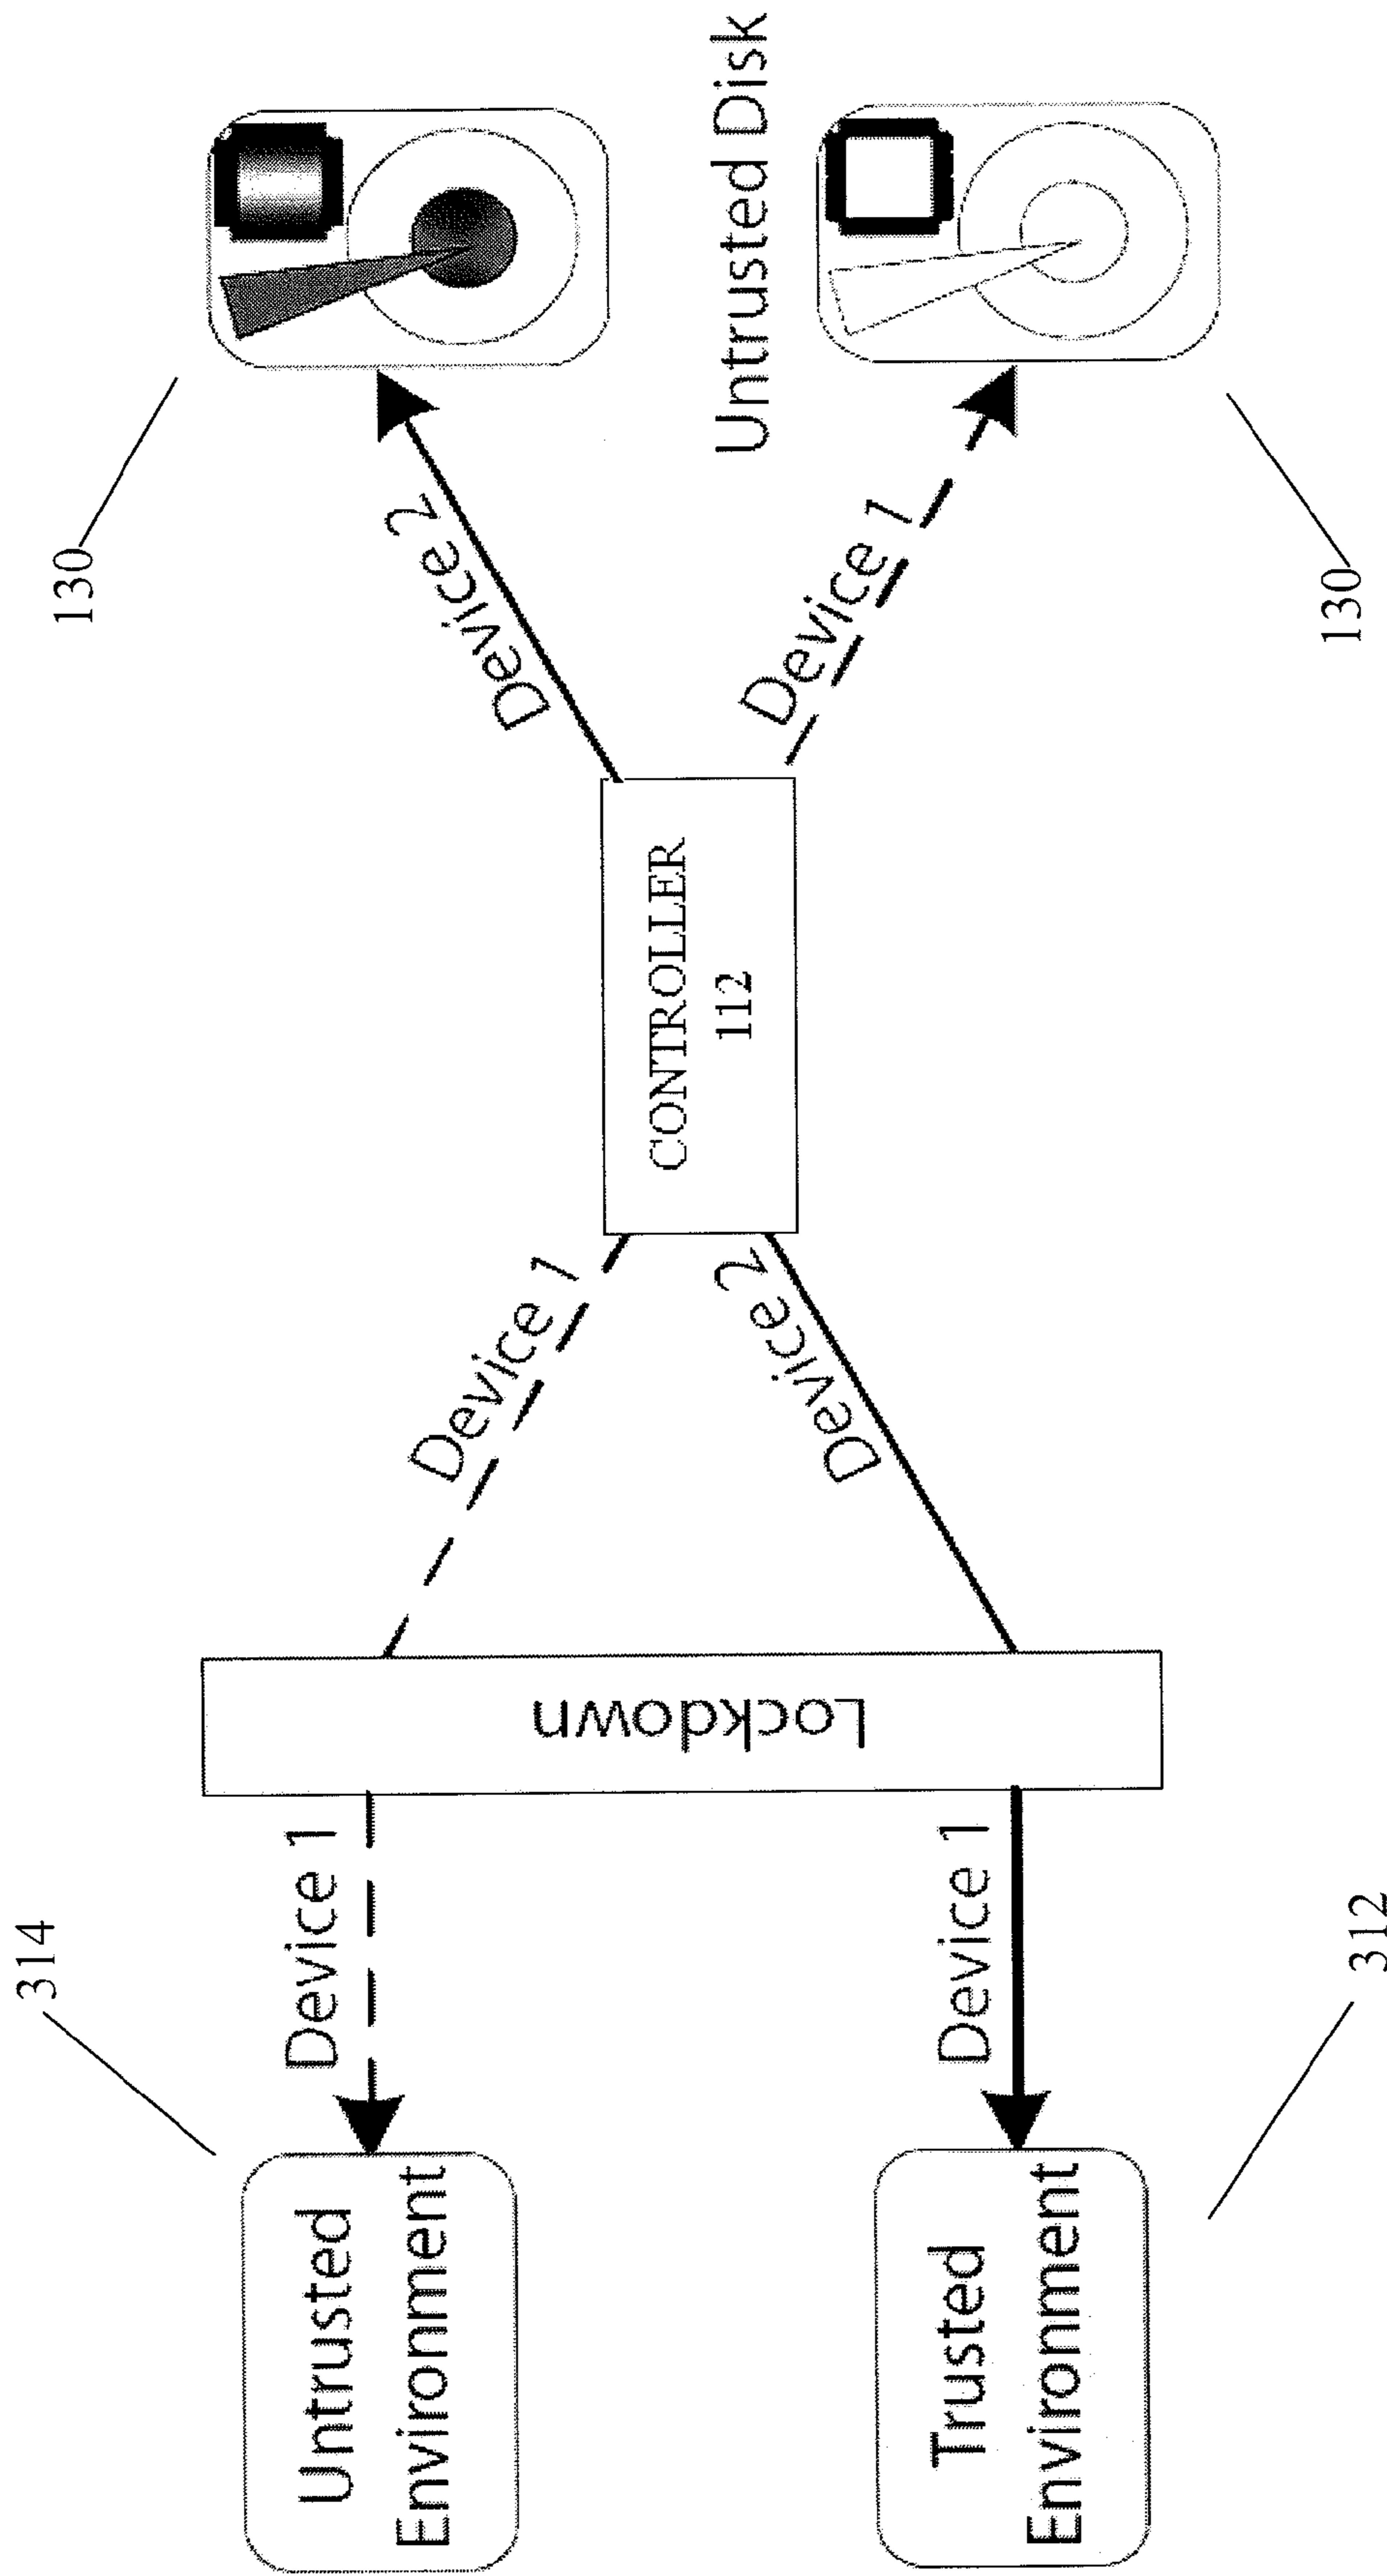 314
Untrusted
Environment
Device 1
Device 1
Device 2
130
Lockdown
CONTROLLER
112
Untrusted Disk
Trusted
Environment
Device 1
Device 2
Device 1
312
130